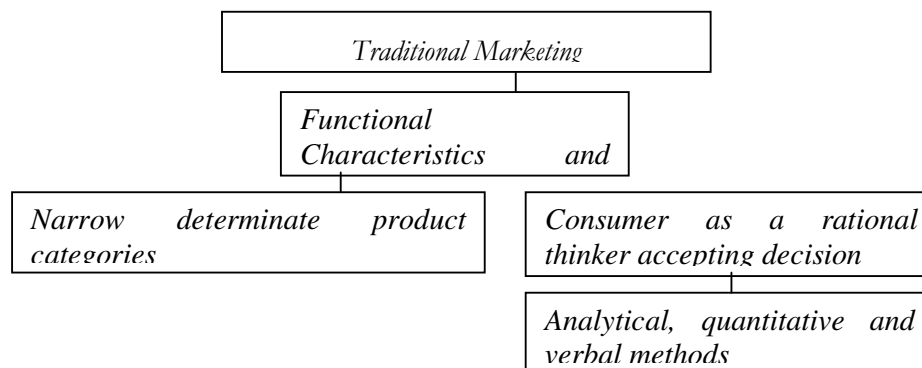 Traditional Marketing
Functional
Characteristics and
Narrow determinate product
categories
Consumer as a rational
thinker accepting decision
Analytical, quantitative and
verbal methods